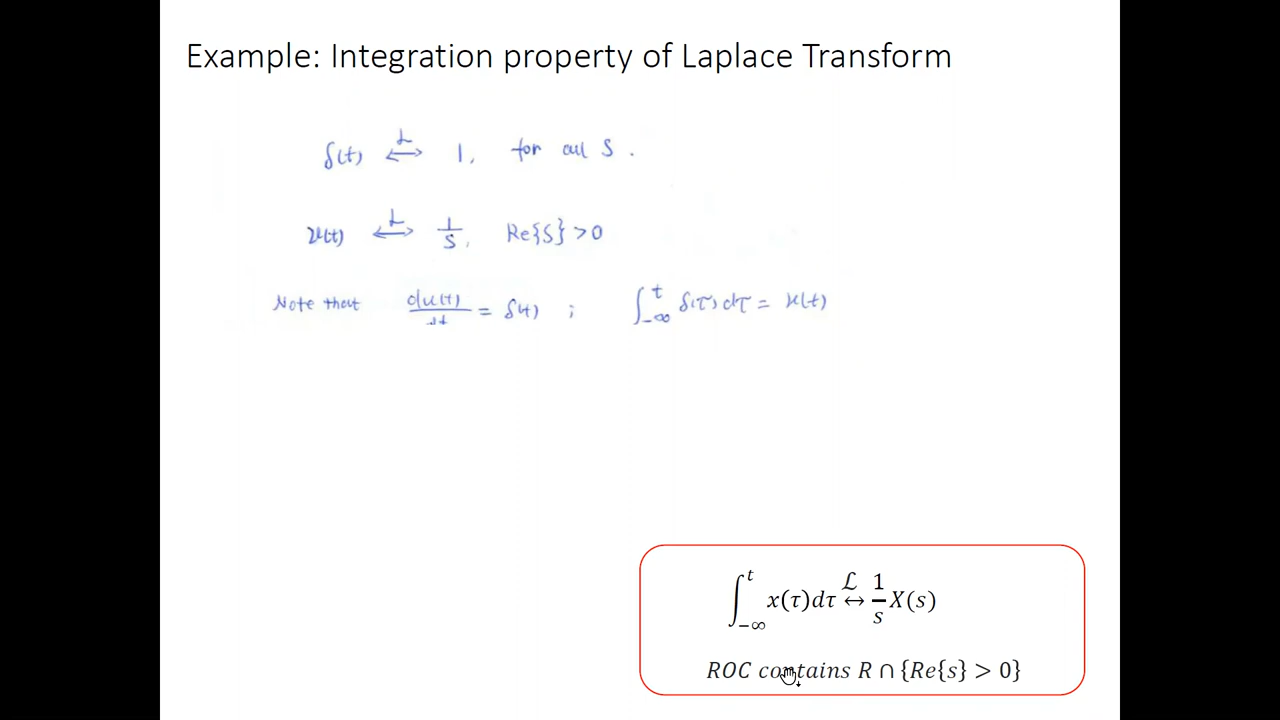 Example: Integration property of Laplace Transform
δ(t) ⟷ℒ 1, for all S.
u(t) ⟷ℒ 1/S, Re{S} > 0
Note that du(t)/dt = δ(t) ; ∫_{-∞}^{t} δ(τ) dτ = u(t)
∫_{-∞}^{t} x(τ)dτ ↔ℒ 1/s X(s)
ROC contains R ∩ {Re{s} > 0}